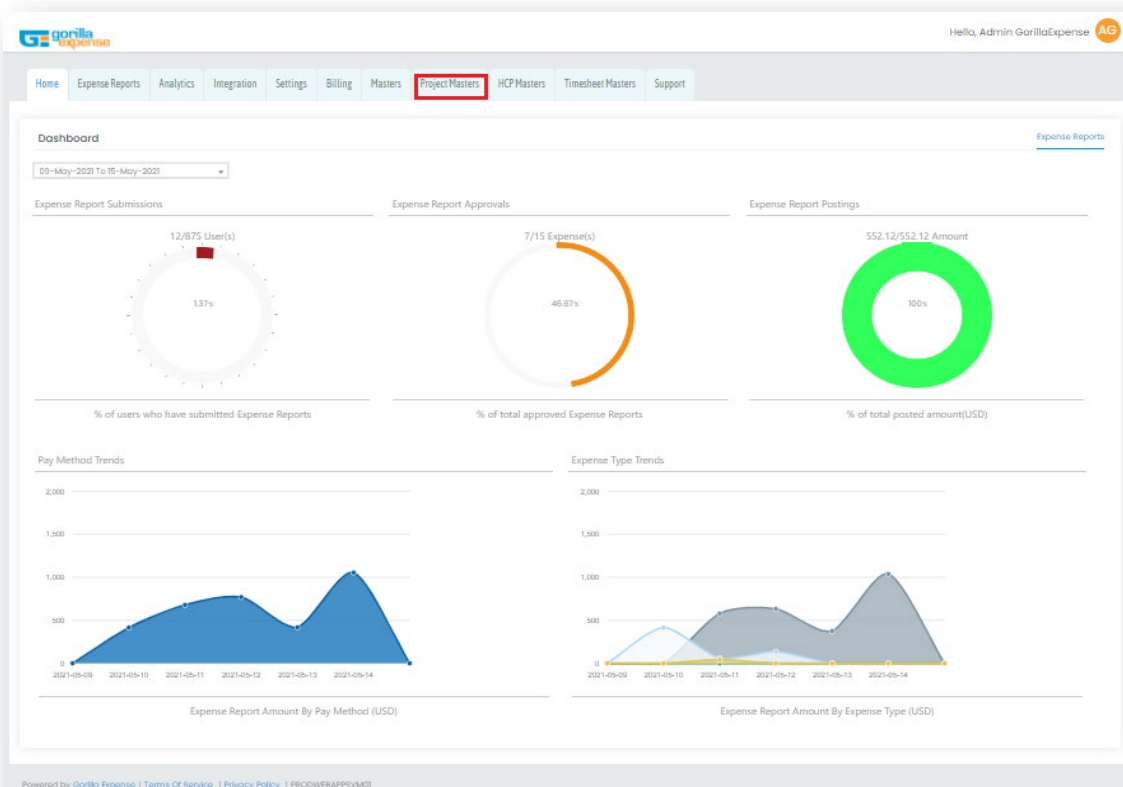 gorilla
expense
Hello, Admin GorillaExpense AG
Home Expense Reports Analytics Integration Settings Billing Masters Project Masters HCP Masters Timesheet Masters Support
Dashboard Expense Reports
09-May-2021 To 15-May-2021
Expense Report Submissions Expense Report Approvals Expense Report Postings
12/875 User(s) 7/15 Expense(s) 552.12/552.12 Amount
1.37% 46.67% 100%
% of users who have submitted Expense Reports % of total approved Expense Reports % of total posted amount(USD)
Pay Method Trends Expense Type Trends
2,000 2,000
1,500 1,500
1,000 1,000
500 500
0 0
2021-05-09 2021-05-10 2021-05-11 2021-05-12 2021-05-13 2021-05-14 2021-05-09 2021-05-10 2021-05-11 2021-05-12 2021-05-13 2021-05-14
Expense Report Amount By Pay Method (USD) Expense Report Amount By Expense Type (USD)
Powered by Gorilla Expense | Terms Of Service | Privacy Policy | PRODWEBAPPSVM01